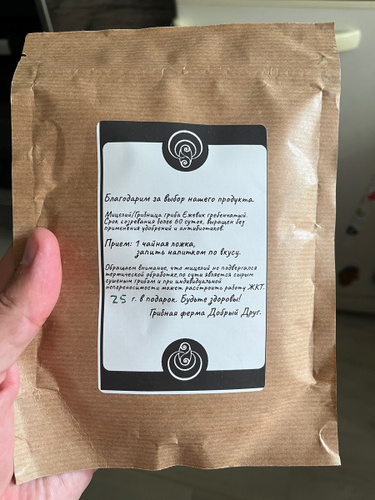 Благодарим за выбор нашего продукта.
Мицелий/Грибница гриба Ежевик гребенчатый.
Срок созревания более 60 суток, выращен без
применения удобрений и антибиотиков.
Прием: 1 чайная ложка,
запить напитком по вкусу.
Обращаем внимание, что мицелий не подвергался
термической обработке, по сути является сырым
сушеным грибом и при индивидуальной
непереносимости может расстроить работу ЖКТ.
25 г. в подарок. Будьте здоровы!
Грибная ферма Добрый Друг.